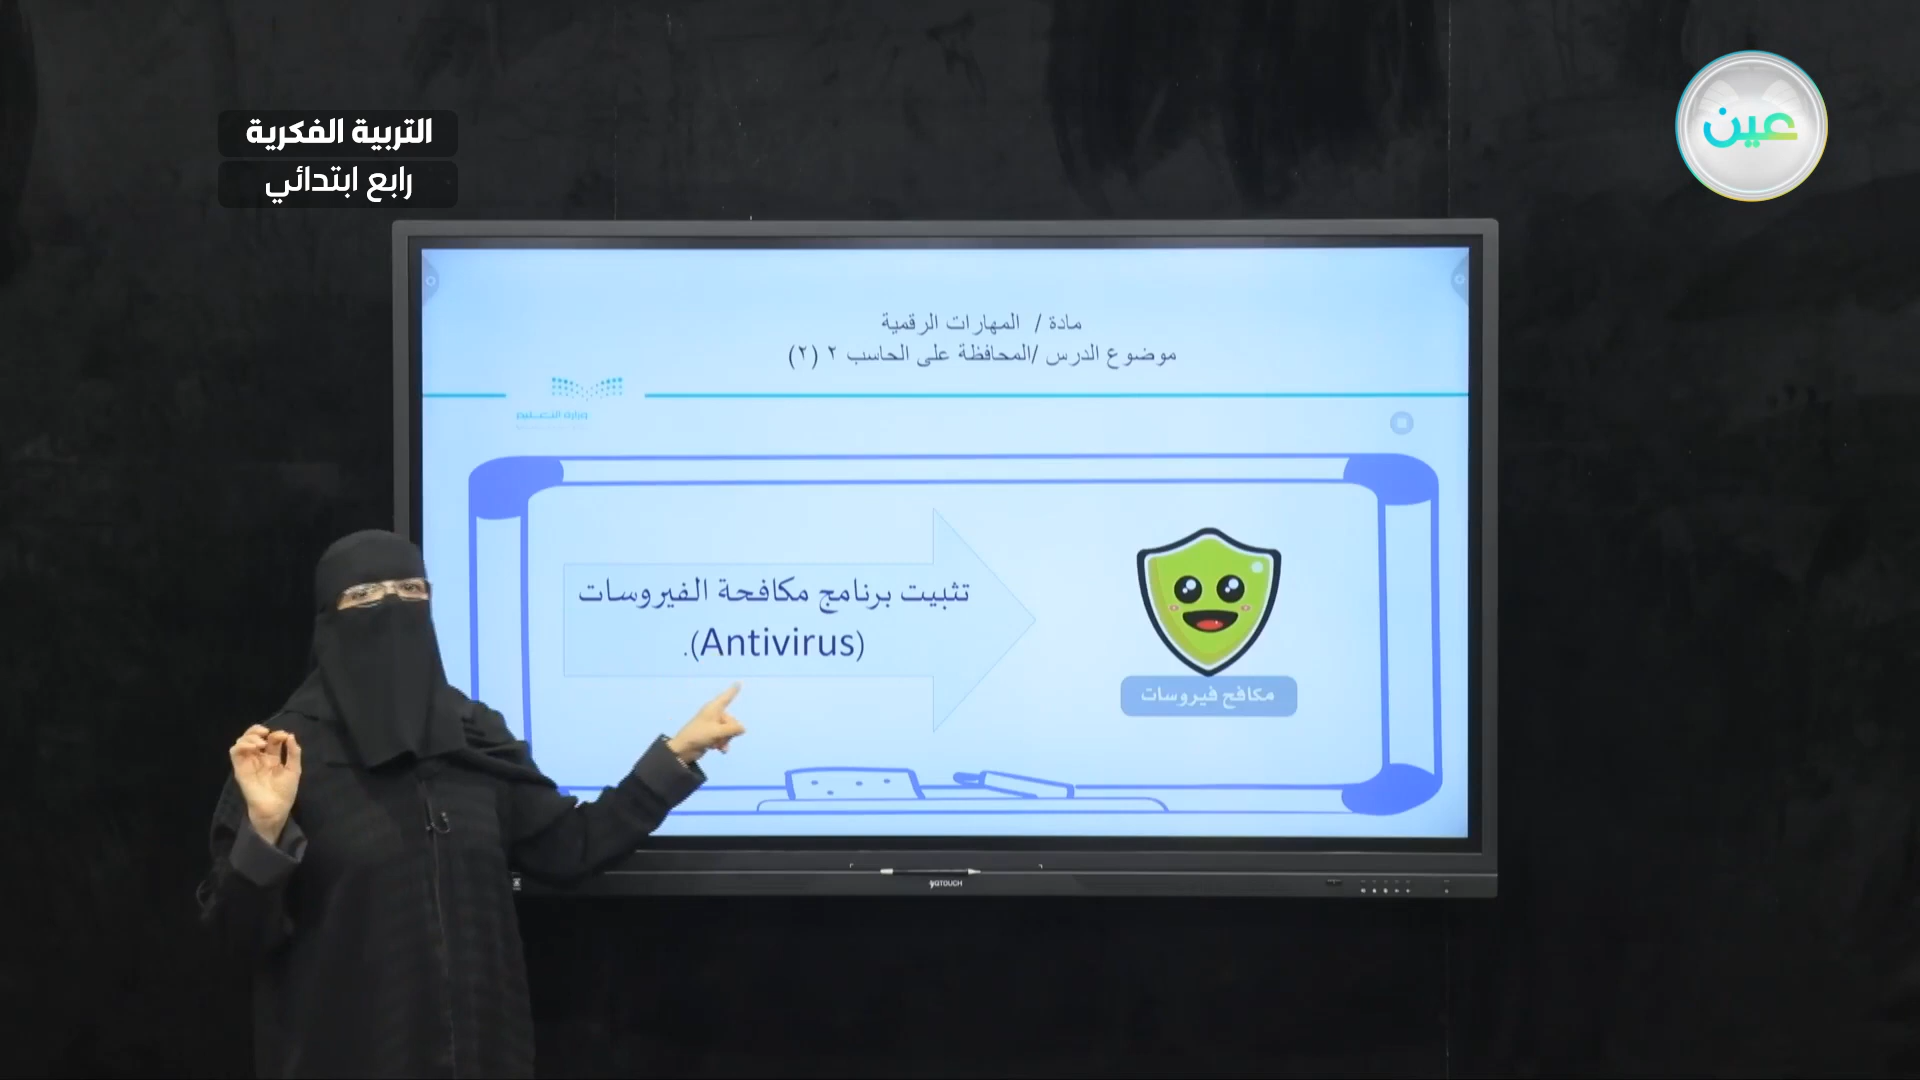 عين
التربية الفكرية
رابع ابتدائي
مادة / المهارات الرقمية
موضوع الدرس /المحافظة على الحاسب ٢ (٢)
وزارة التعليم
تثبيت برنامج مكافحة الفيروسات
(Antivirus).
مكافح فيروسات